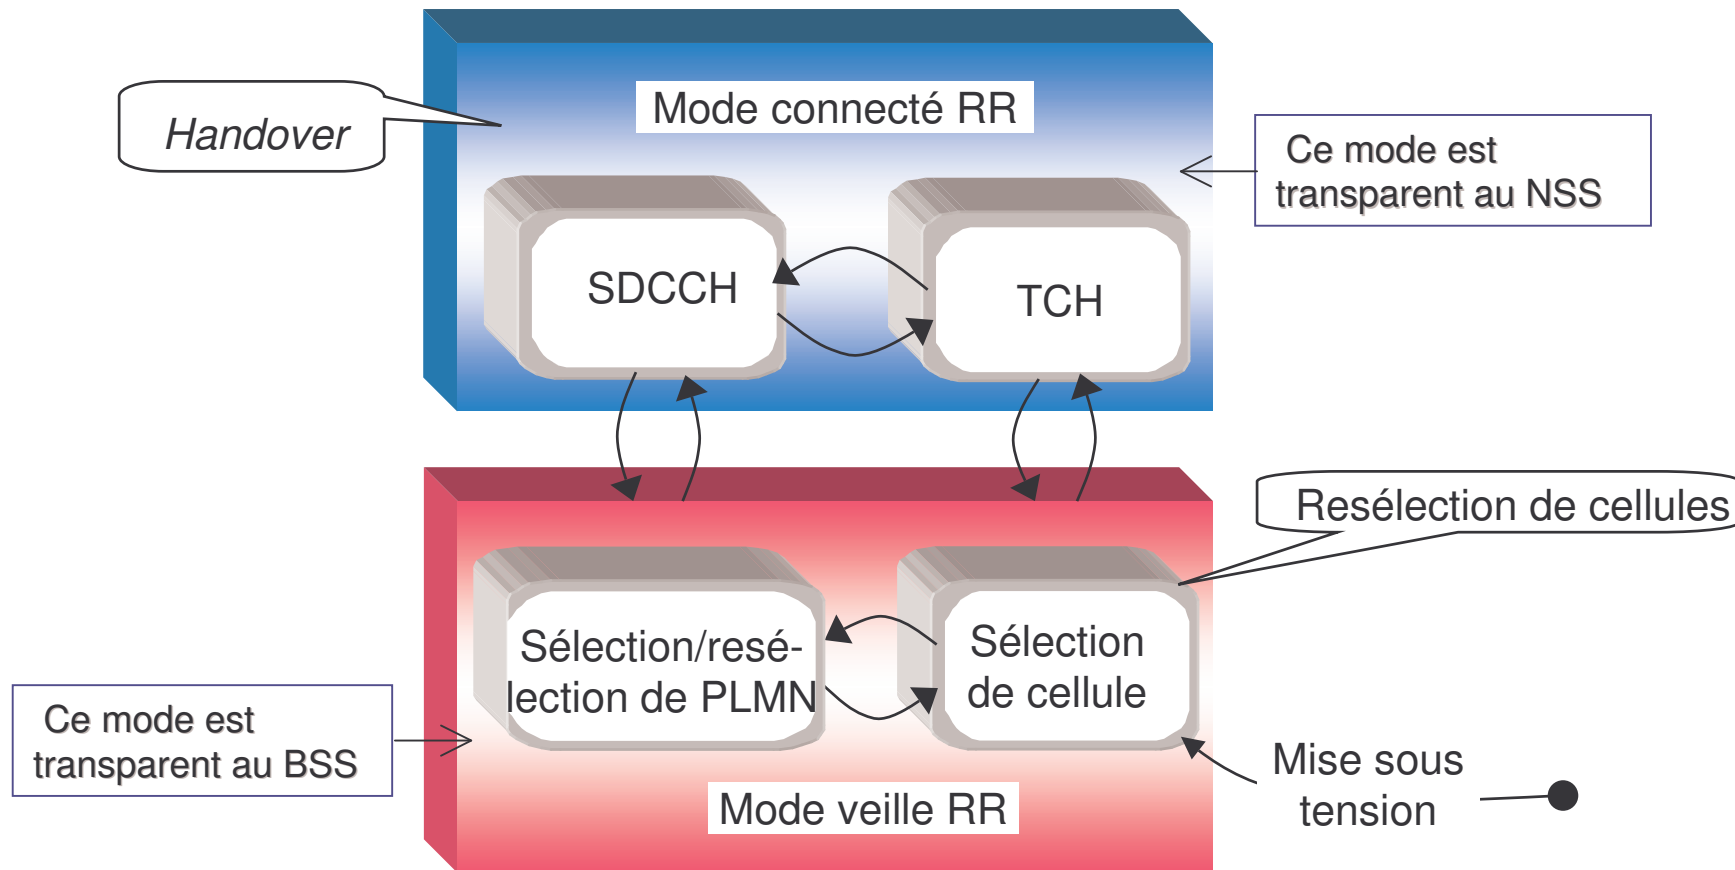 Mode connecté RR
Handover
Ce mode est
transparent au NSS
SDCCH
TCH
Resélection de cellules
Sélection/resé-
lection de PLMN
Sélection
de cellule
Ce mode est
transparent au BSS
Mise sous
tension
Mode veille RR